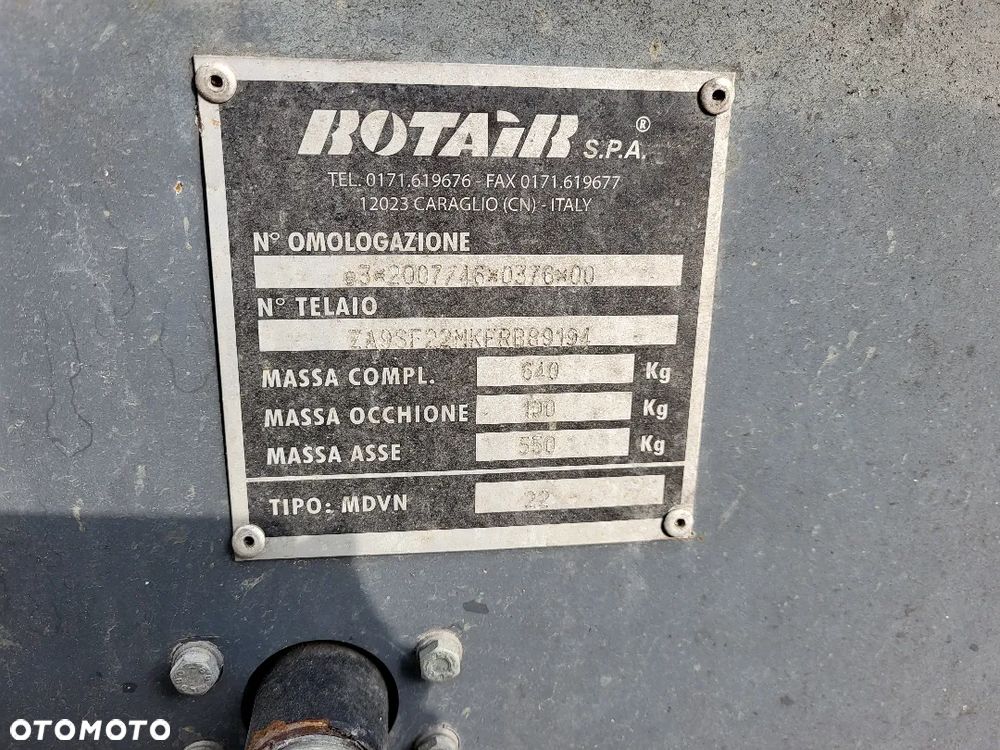 ROTAIR S.P.A.®
TEL. 0171.619676 - FAX 0171.619677
12023 CARAGLIO (CN) - ITALY
N° OMOLOGAZIONE
e3*2007/46*0376*00
N° TELAIO
ZA9SF22MKFRB89194
MASSA COMPL. 640 Kg
MASSA OCCHIONE 100 Kg
MASSA ASSE 550 Kg
TIPO: MDVN 22
OTOMOTO